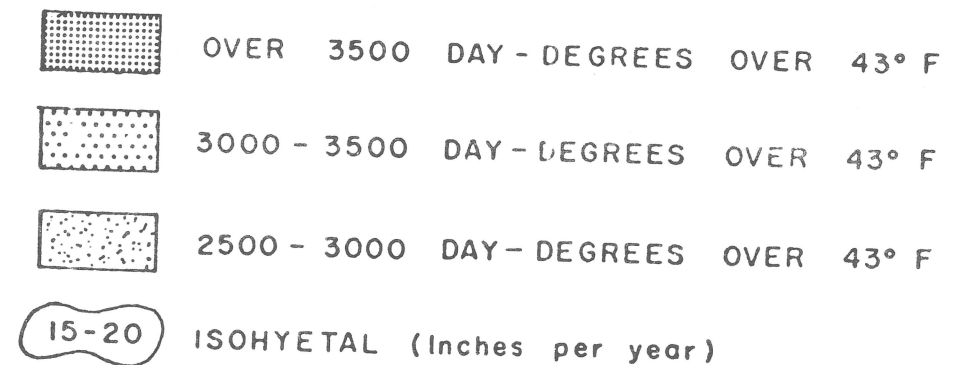 OVER 3500 DAY-DEGREES OVER 43° F
3000 - 3500 DAY-DEGREES OVER 43° F
2500 - 3000 DAY-DEGREES OVER 43° F
15-20 ISOHYETAL (Inches per year)